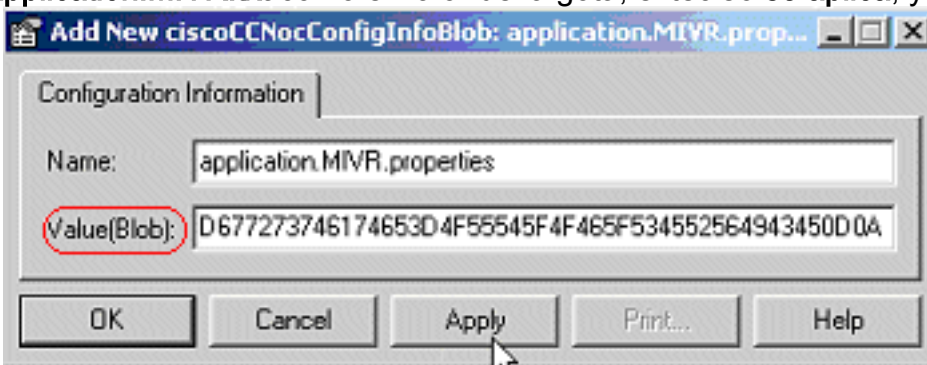 aplica, y
Add New ciscoCCNocConfigInfoBlob: application.MIVR.prop...
Configuration Information
Name: application.MIVR.properties
Value(Blob): D677273746174653D4F55545F4F465F534552564943450D0A
OK Cancel Apply Print... Help